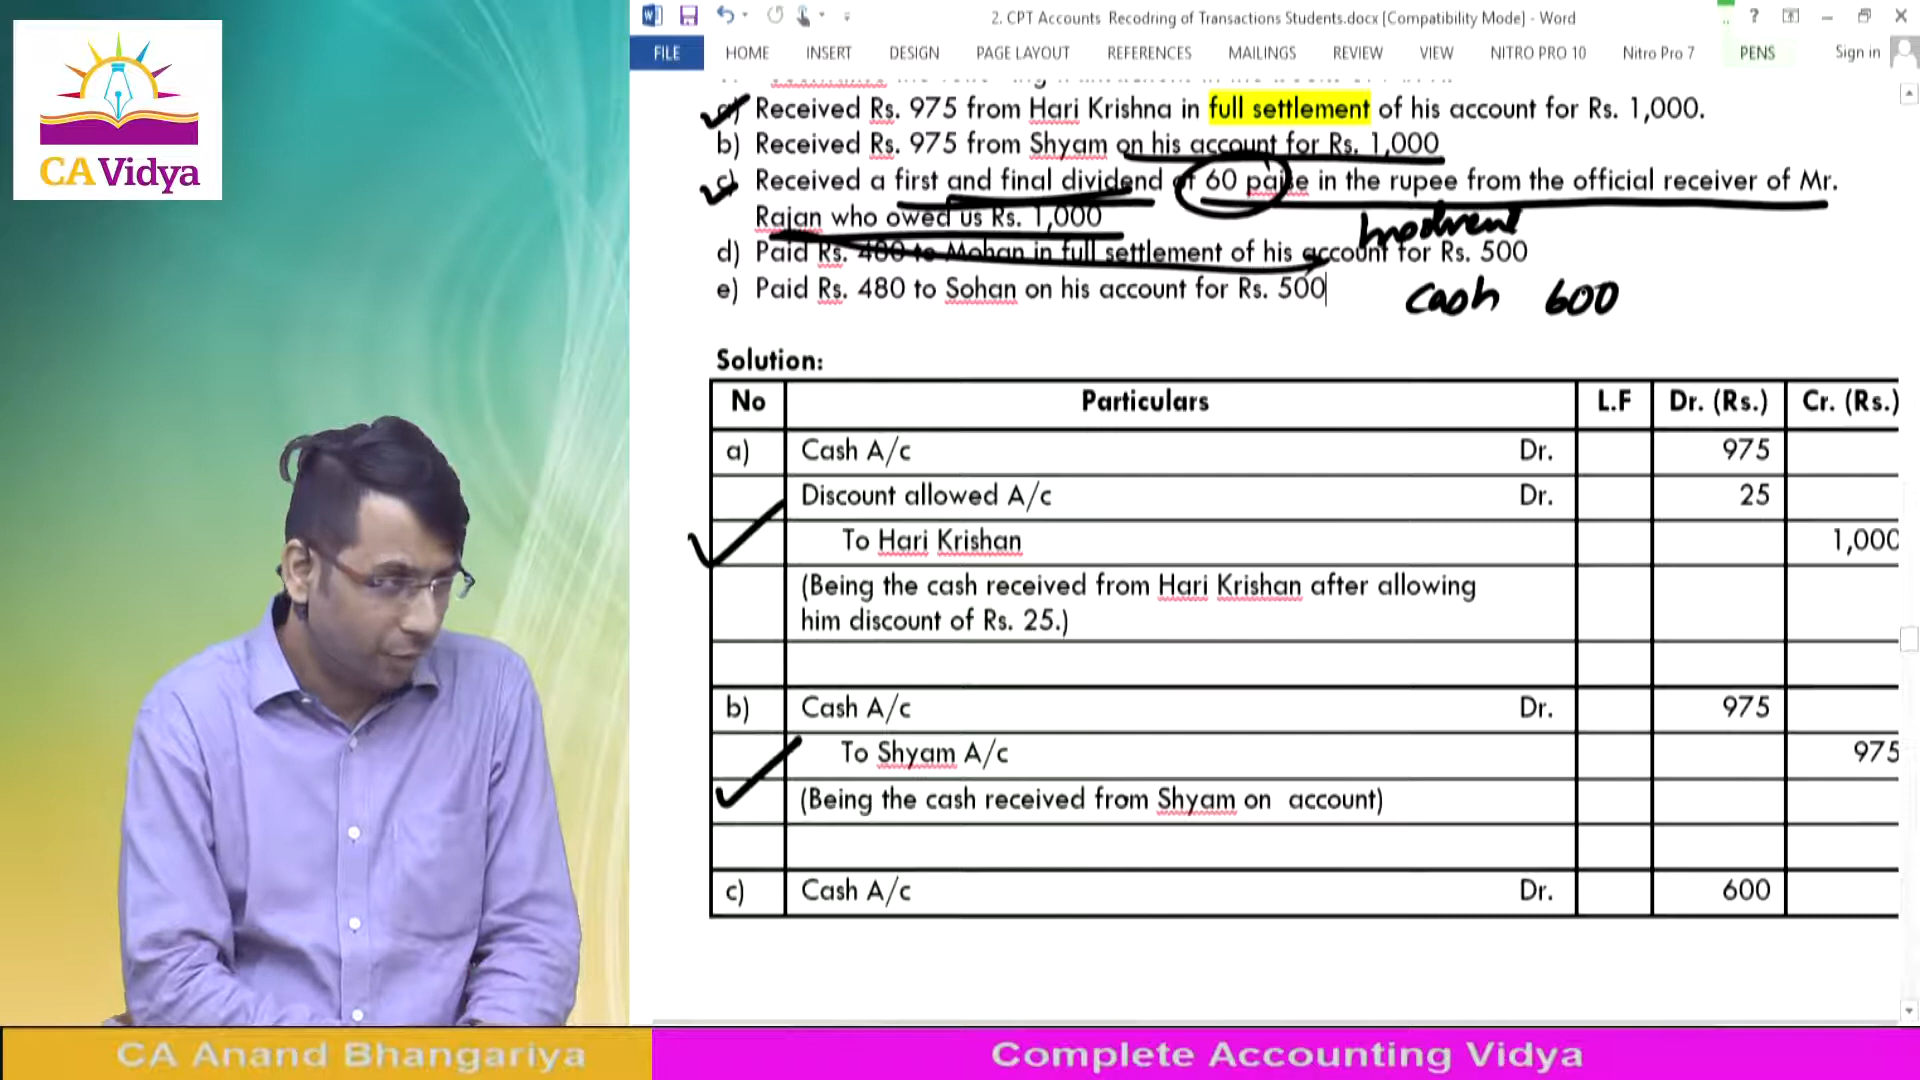 CA Vidya
2. CPT Accounts Recodring of Transactions Students.docx [Compatibility Mode] - Word
FILE HOME INSERT DESIGN PAGE LAYOUT REFERENCES MAILINGS REVIEW VIEW NITRO PRO 10 Nitro Pro 7 PENS Sign in
a) Received Rs. 975 from Hari Krishna in full settlement of his account for Rs. 1,000.
b) Received Rs. 975 from Shyam on his account for Rs. 1,000
c) Received a first and final dividend of 60 paise in the rupee from the official receiver of Mr.
Rajan who owed us Rs. 1,000
Insolvent
d) Paid Rs. 480 to Mohan in full settlement of his account for Rs. 500
e) Paid Rs. 480 to Sohan on his account for Rs. 500
Cash 600
Solution:
No Particulars L.F Dr. (Rs.) Cr. (Rs.)
a) Cash A/c Dr. 975
Discount allowed A/c Dr. 25
To Hari Krishan 1,000
(Being the cash received from Hari Krishan after allowing
him discount of Rs. 25.)
b) Cash A/c Dr. 975
To Shyam A/c 975
(Being the cash received from Shyam on account)
c) Cash A/c Dr. 600
CA Anand Bhangariya
Complete Accounting Vidya